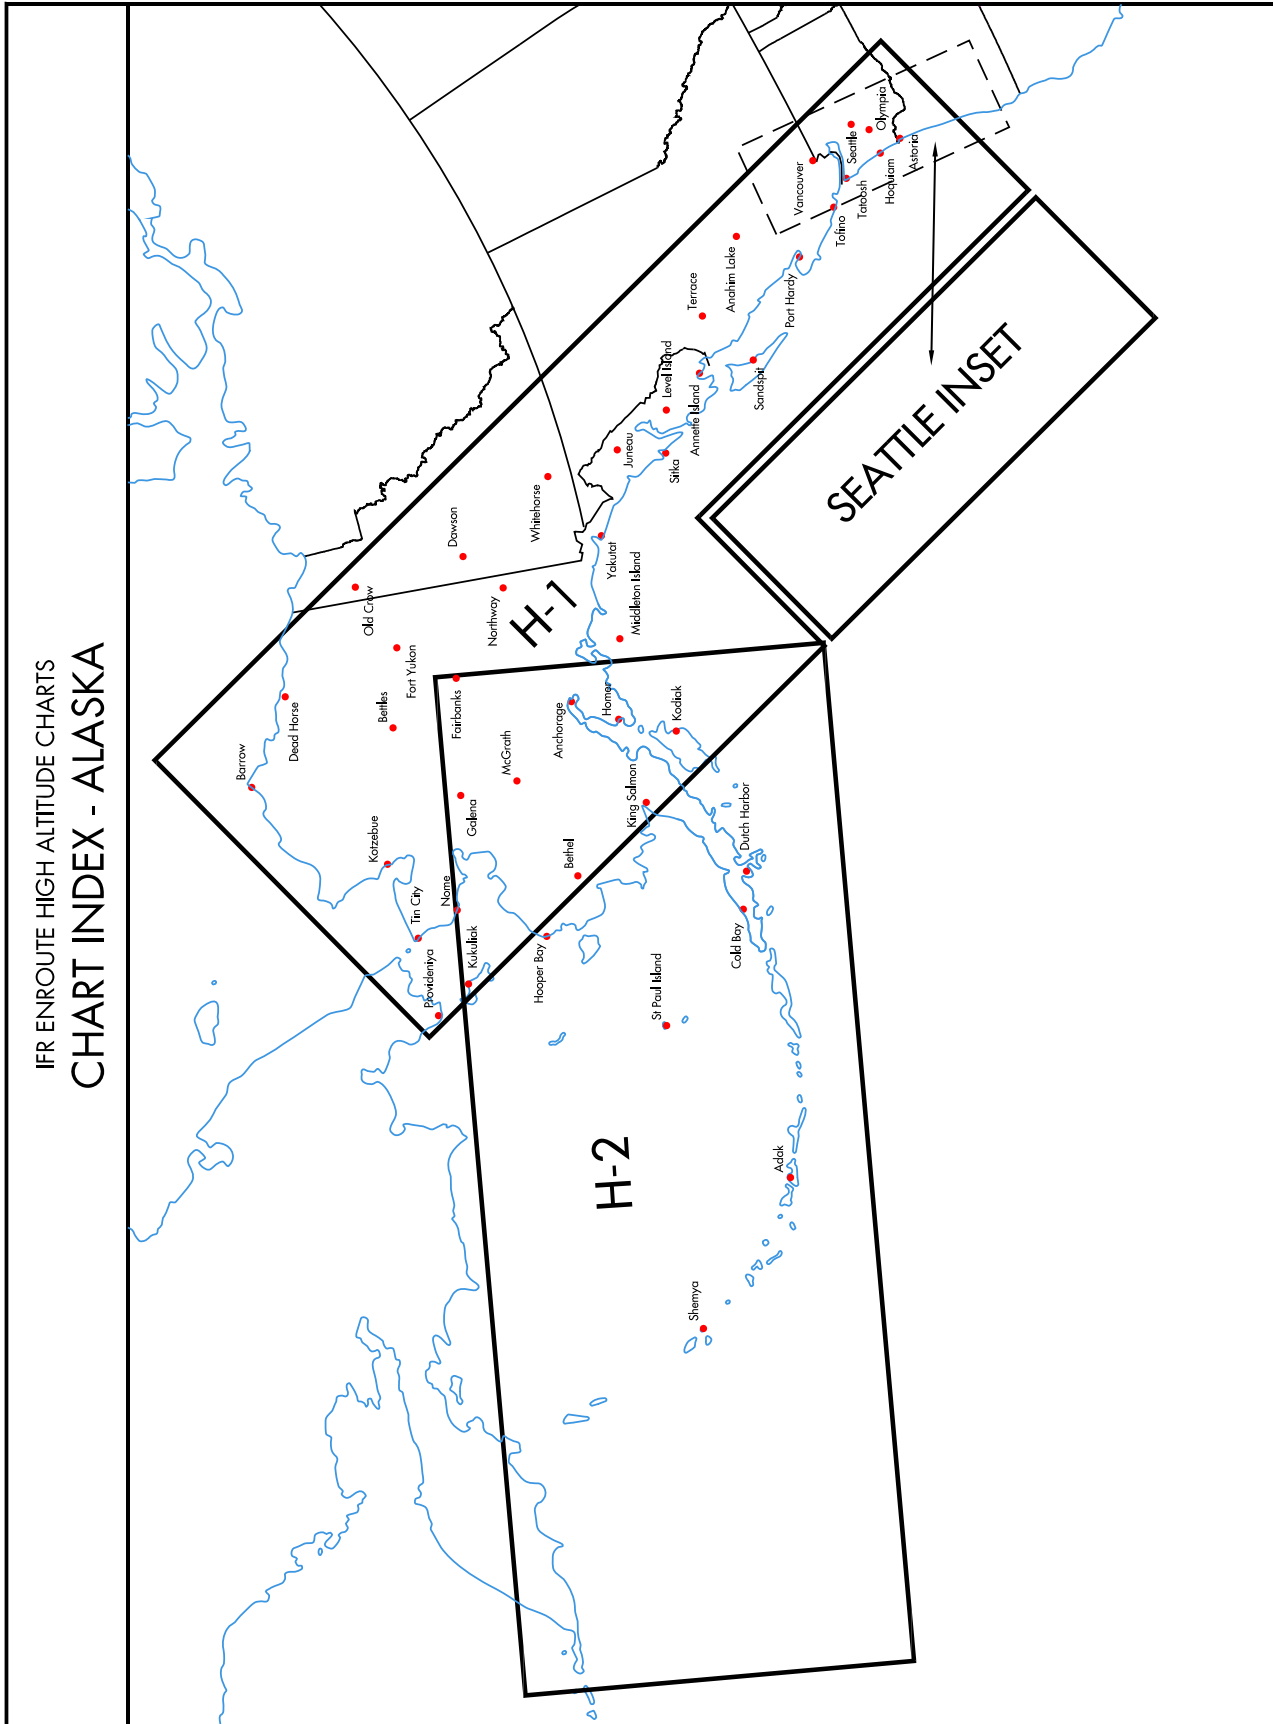 IFR ENROUTE HIGH ALTITUDE CHARTS
CHART INDEX - ALASKA
Barrow
Dead Horse
Old Crow
Kotzebue
Bettles
Fort Yukon
Dawson
Tin City
Provideniya
Nome
Kukuliak
Galena
Fairbanks
Northway
Whitehorse
McGrath
H-1
Hooper Bay
Bethel
Anchorage
Homer
Yakutat
Middleton Island
Juneau
Sitka
Level Island
Annette Island
Terrace
Anahim Lake
Sandspit
Port Hardy
Vancouver
Tofino
Tatoosh
Seattle
Olympia
Hoquiam
Astoria
King Salmon
Kodiak
St Paul Island
Cold Bay
Dutch Harbor
H-2
Adak
Shemya
SEATTLE INSET